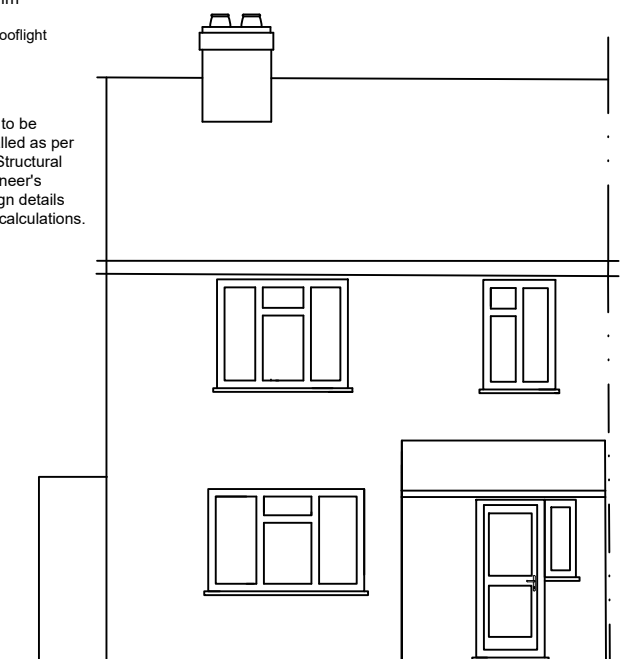 ooflight
to be
lled as per
Structural
neer's
gn details
calculations.